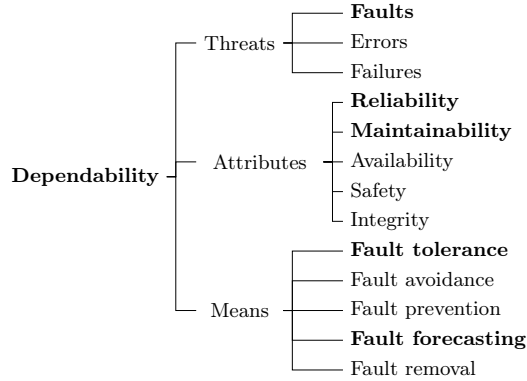 Dependability
Threats
Faults
Errors
Failures
Attributes
Reliability
Maintainability
Availability
Safety
Integrity
Means
Fault tolerance
Fault avoidance
Fault prevention
Fault forecasting
Fault removal